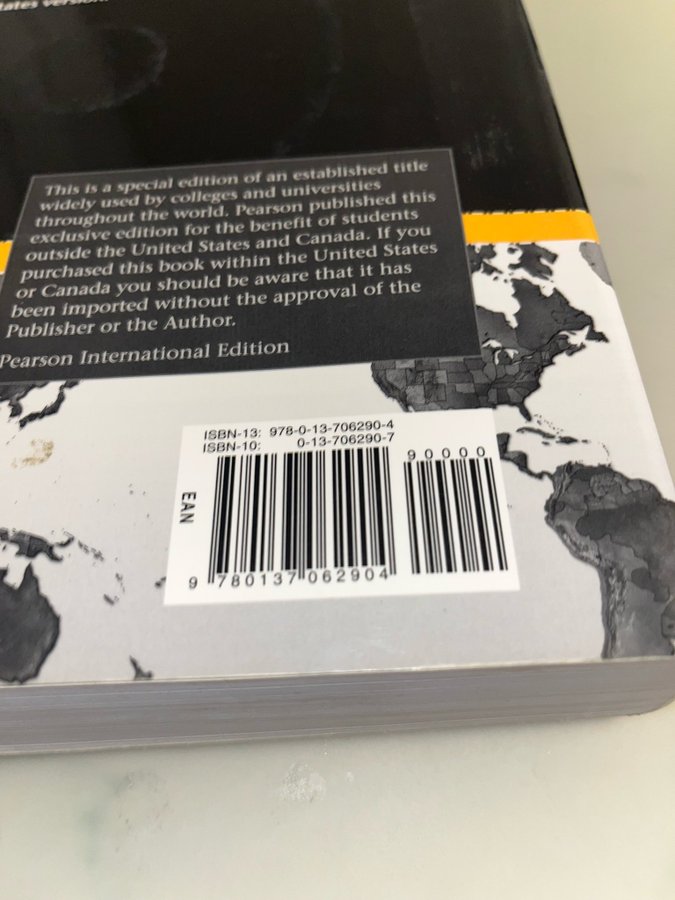 tates version.
This is a special edition of an established title
widely used by colleges and universities
throughout the world. Pearson published this
exclusive edition for the benefit of students
outside the United States and Canada. If you
purchased this book within the United States
or Canada you should be aware that it has
been imported without the approval of the
Publisher or the Author.
Pearson International Edition
ISBN-13: 978-0-13-706290-4
ISBN-10: 0-13-706290-7
90000
EAN
9 780137 062904